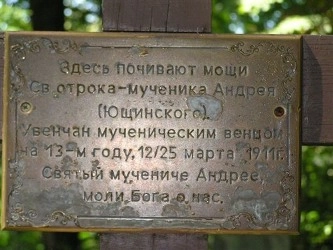 Здесь почивают мощи
Св.отрока-мученика Андрея
(Ющинского).
Увенчан мученическим венцом
на 13-м году, 12/25 марта 1911г.
Святый мучениче Андрее,
моли Бога о нас.